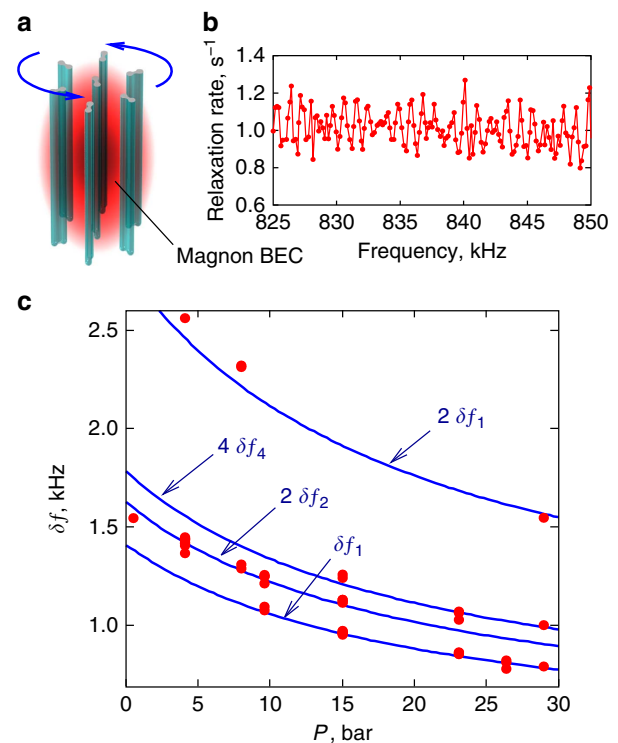 a
b
Magnon BEC
Relaxation rate, s⁻¹
1.4
1.2
1.0
0.8
0.6
825 830 835 840 845 850
Frequency, kHz
c
δf, kHz
2.5
2.0
1.5
1.0
2 δf₁
4 δf₄
2 δf₂
δf₁
0 5 10 15 20 25 30
P, bar